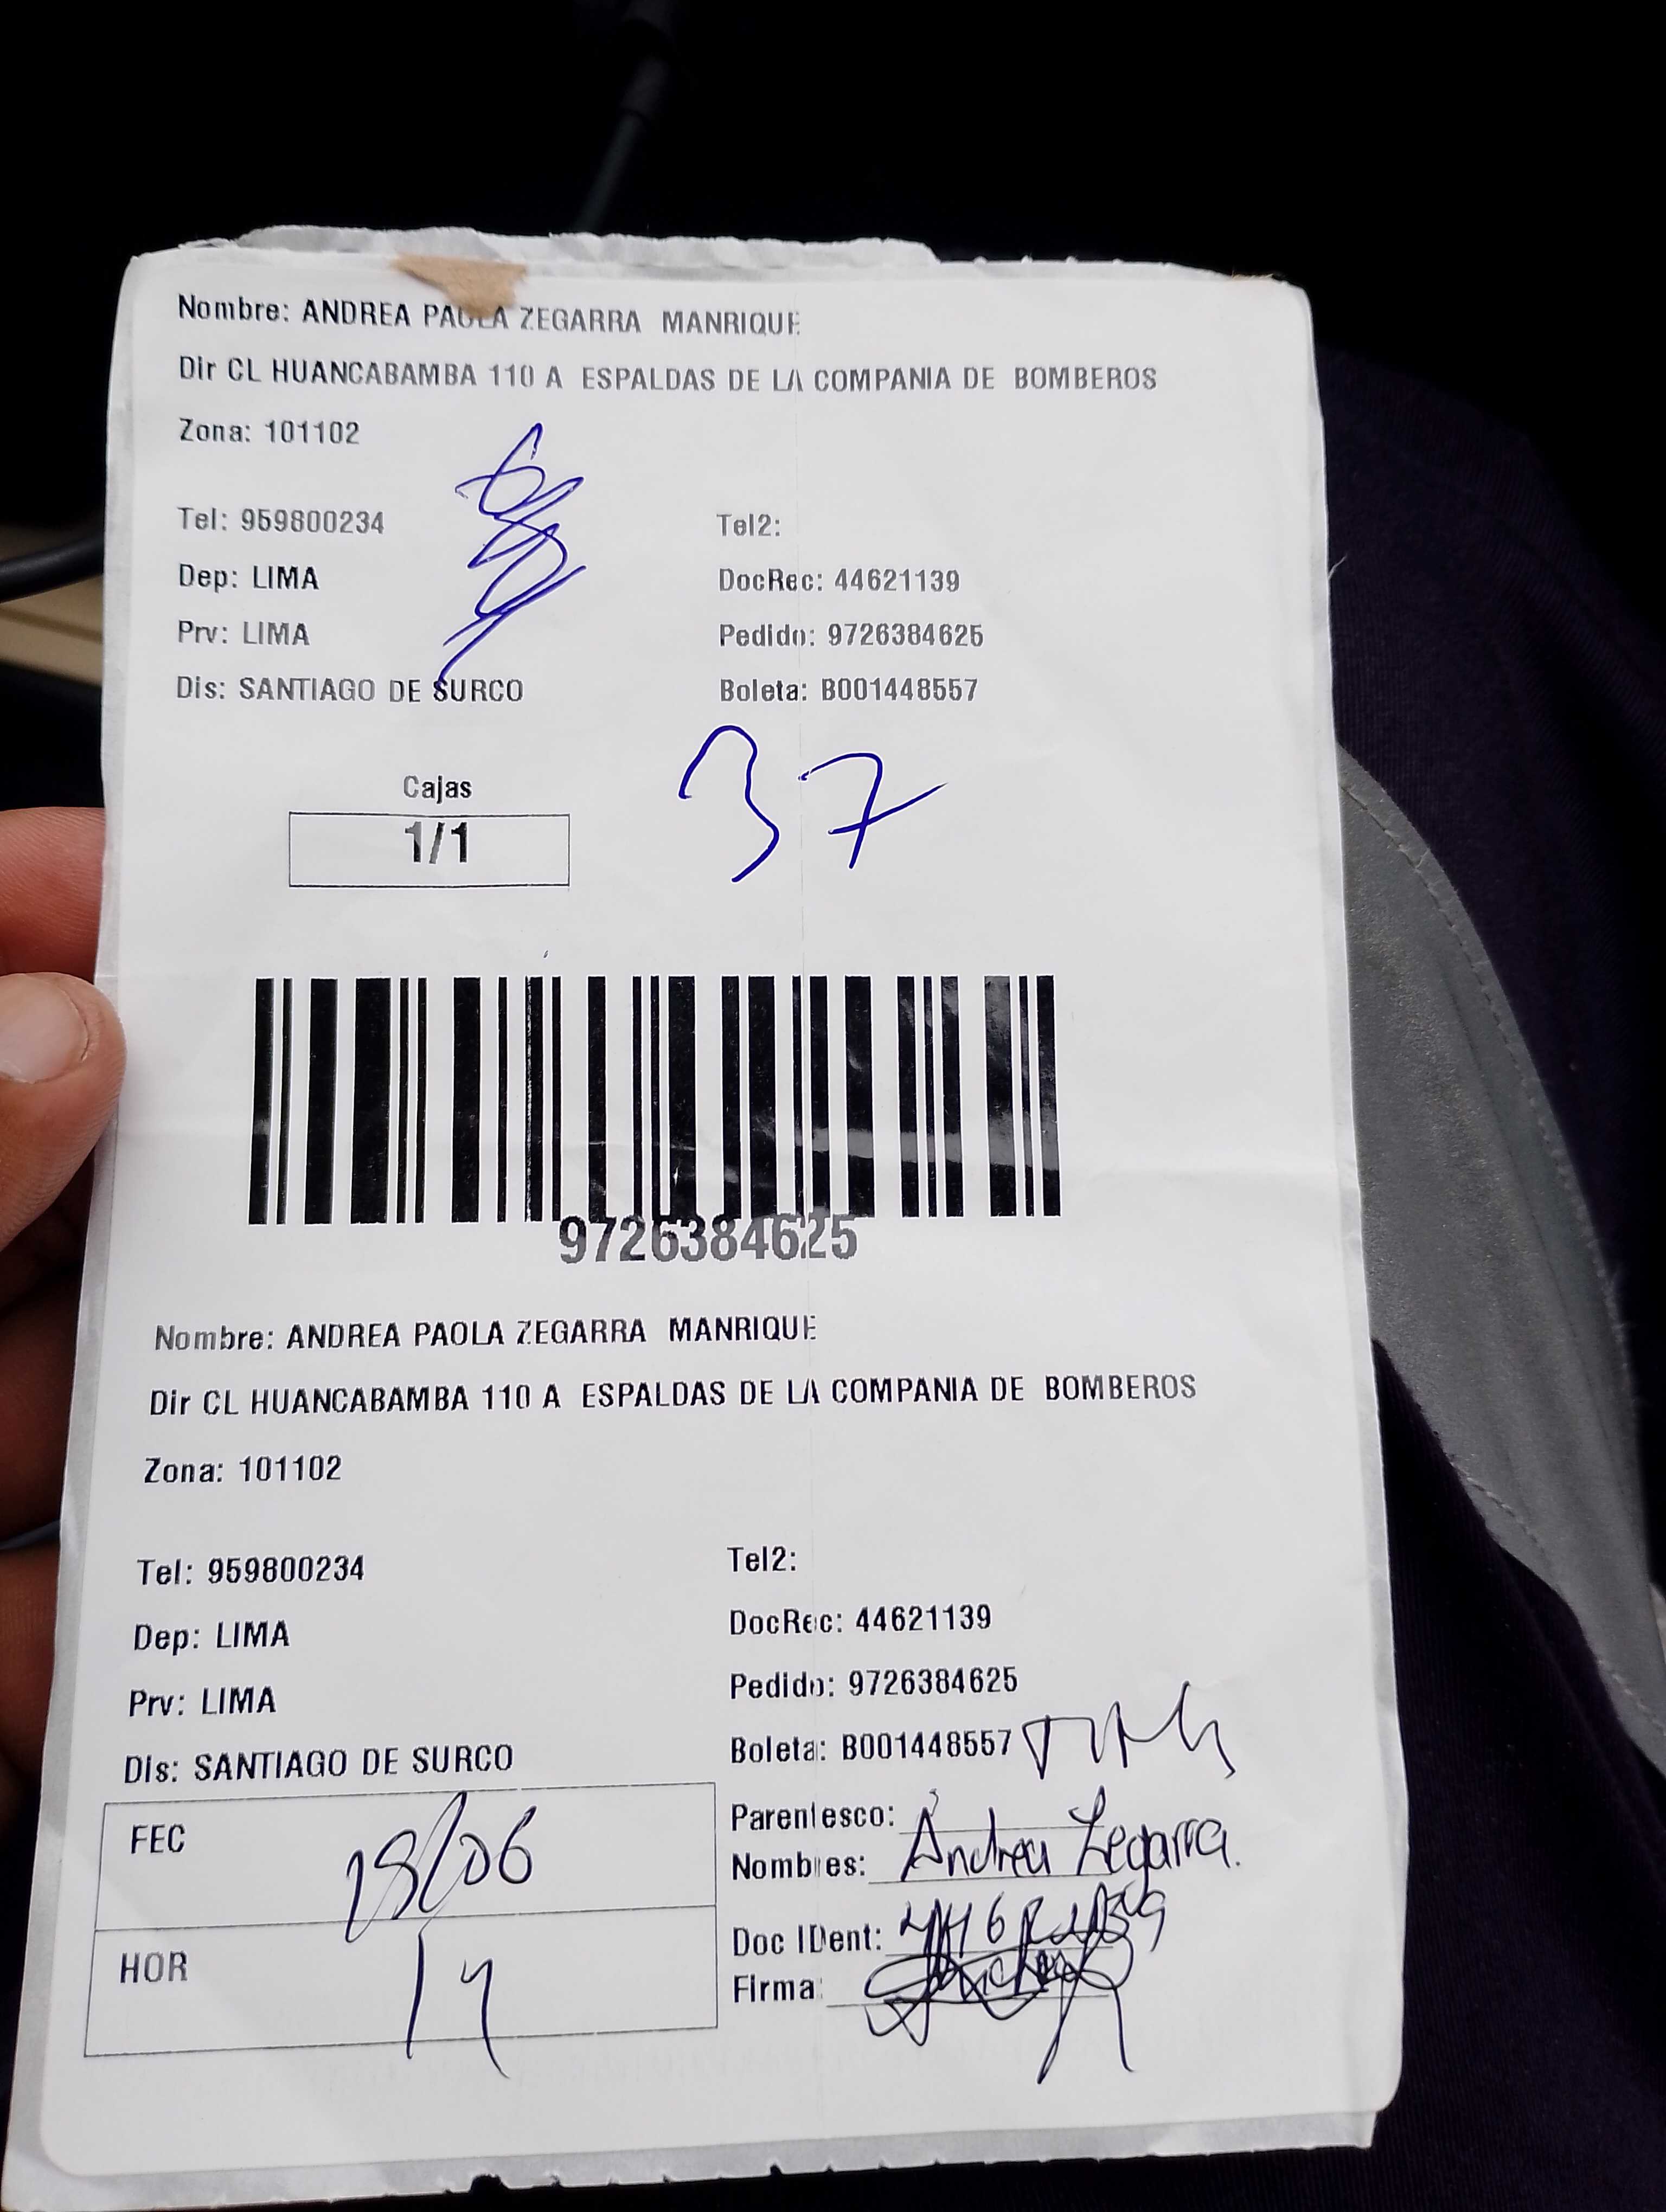 Nombre: ANDREA PAOLA ZEGARRA MANRIQUE
Dir CL HUANCABAMBA 110 A ESPALDAS DE LA COMPANIA DE BOMBEROS
Zona: 101102
Tel: 959800234 Tel2:
Dep: LIMA DocRec: 44621139
Prv: LIMA Pedido: 9726384625
Dis: SANTIAGO DE SURCO Boleta: B001448557
Cajas
1/1
37
9726384625
Nombre: ANDREA PAOLA ZEGARRA MANRIQUE
Dir CL HUANCABAMBA 110 A ESPALDAS DE LA COMPANIA DE BOMBEROS
Zona: 101102
Tel: 959800234 Tel2:
Dep: LIMA DocRec: 44621139
Prv: LIMA Pedido: 9726384625
Dis: SANTIAGO DE SURCO Boleta: B001448557
FEC Parentesco:
Nombres: Andrea Zegarra.
HOR Doc IDent:
Firma: